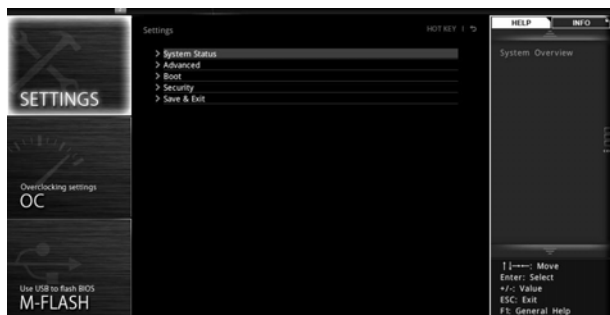 SETTINGS
Overclocking settings
OC
Use USB to flash BIOS
M-FLASH
Settings
HOT KEY |
> System Status
> Advanced
> Boot
> Security
> Save & Exit
HELP
INFO
System Overview
↑↓→←: Move
Enter: Select
+/-: Value
ESC: Exit
F1: General Help